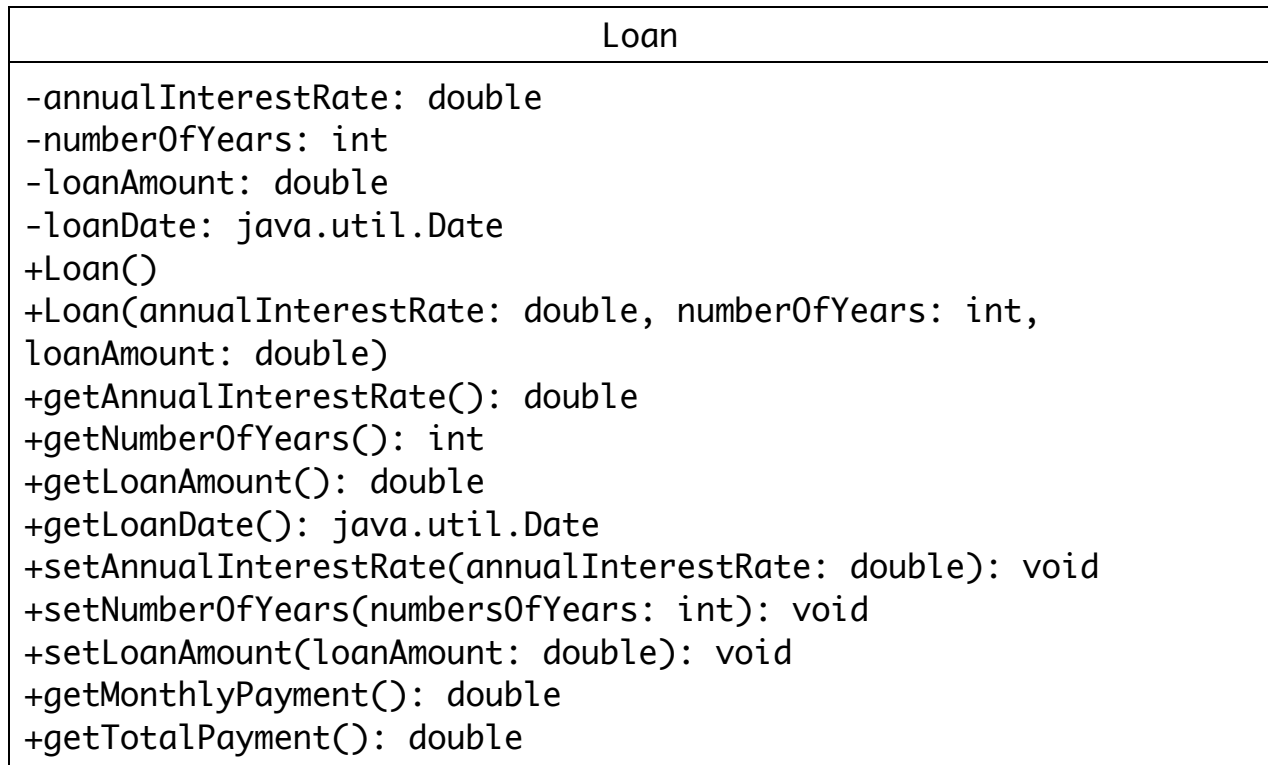 Loan
-annualInterestRate: double
-numberOfYears: int
-loanAmount: double
-loanDate: java.util.Date
+Loan()
+Loan(annualInterestRate: double, numberOfYears: int,
loanAmount: double)
+getAnnualInterestRate(): double
+getNumberOfYears(): int
+getLoanAmount(): double
+getLoanDate(): java.util.Date
+setAnnualInterestRate(annualInterestRate: double): void
+setNumberOfYears(numbersOfYears: int): void
+setLoanAmount(loanAmount: double): void
+getMonthlyPayment(): double
+getTotalPayment(): double